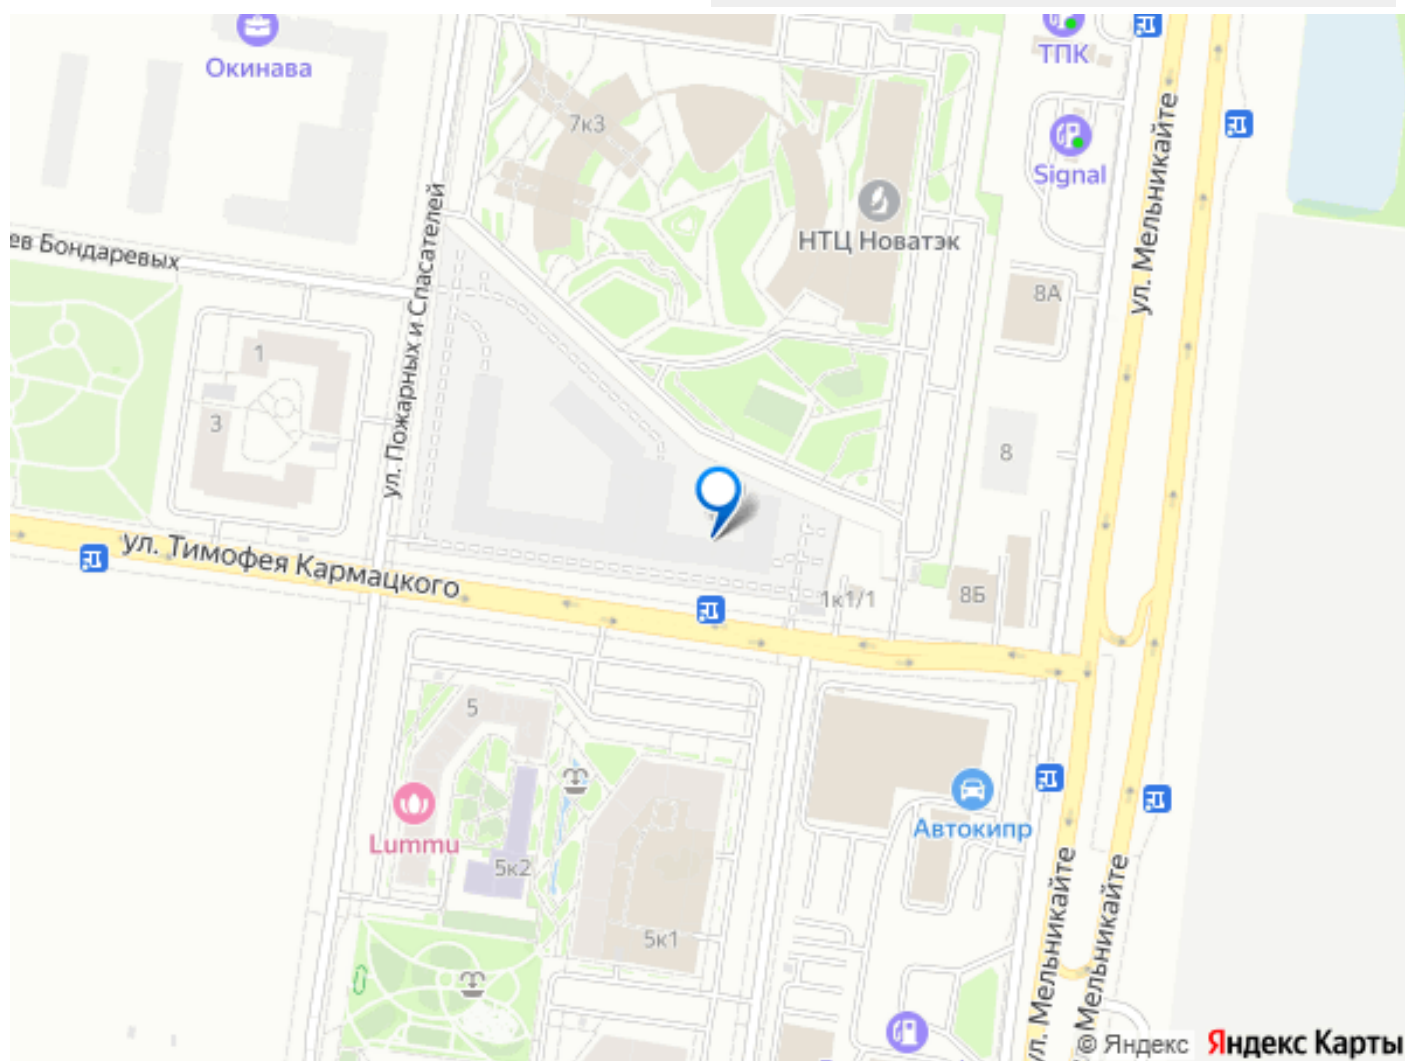 Окинава
ТПК
7к3
Signal
ул. Мельникайте
НТЦ Новатэк
ул. Пожарных и Спасателей
ев Бондаревых
8А
1
3
8
ул. Тимофея Кармацкого
8Б
1к1/1
5
Lummu
Автокипр
5к2
5к1
ул. Мельникайте
Мельникайте
© Яндекс Яндекс Карты